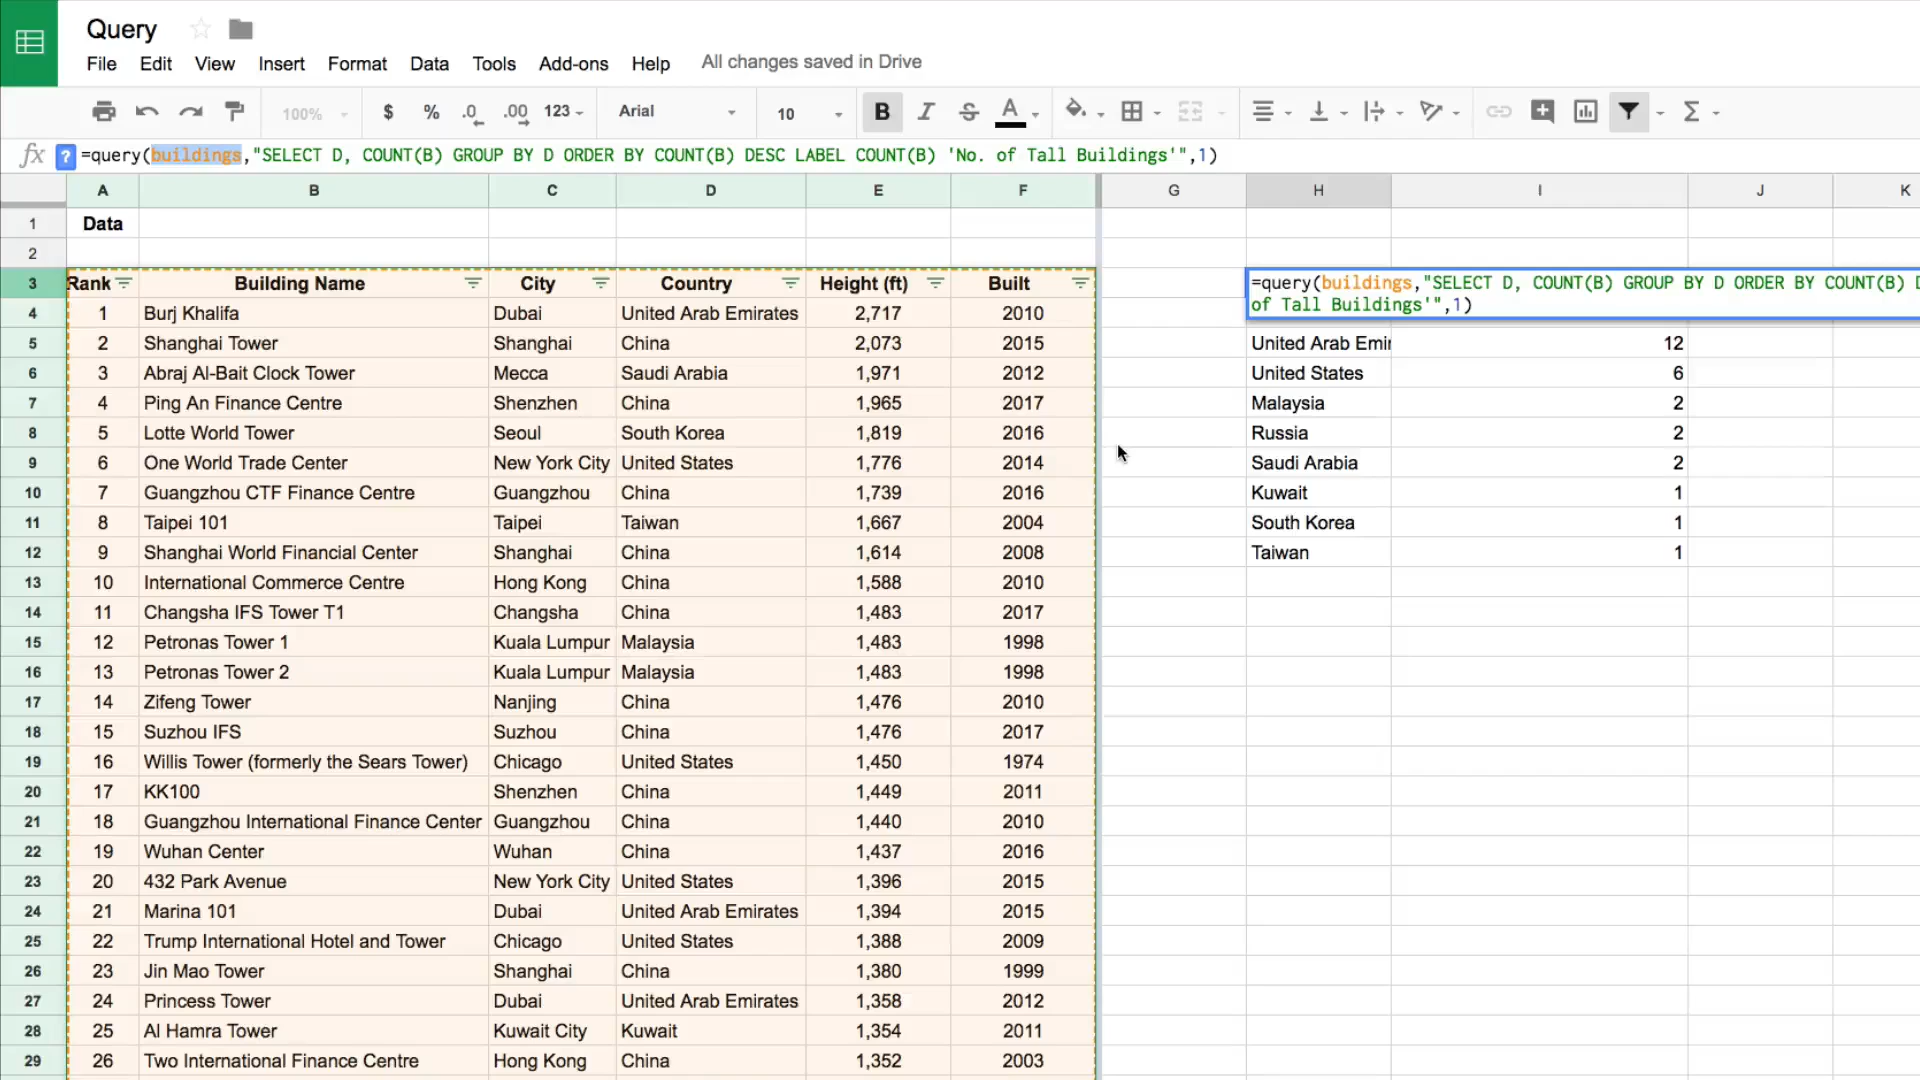 Query
File Edit View Insert Format Data Tools Add-ons Help All changes saved in Drive
100% $ % .0 .00 123 Arial 10 B I S A Σ
fx ? =query(buildings,"SELECT D, COUNT(B) GROUP BY D ORDER BY COUNT(B) DESC LABEL COUNT(B) 'No. of Tall Buildings'",1)
A B C D E F G H I J K
1 Data
2
3 Rank Building Name City Country Height (ft) Built =query(buildings,"SELECT D, COUNT(B) GROUP BY D ORDER BY COUNT(B)
of Tall Buildings'",1)
4 1 Burj Khalifa Dubai United Arab Emirates 2,717 2010
5 2 Shanghai Tower Shanghai China 2,073 2015 United Arab Emir 12
6 3 Abraj Al-Bait Clock Tower Mecca Saudi Arabia 1,971 2012 United States 6
7 4 Ping An Finance Centre Shenzhen China 1,965 2017 Malaysia 2
8 5 Lotte World Tower Seoul South Korea 1,819 2016 Russia 2
9 6 One World Trade Center New York City United States 1,776 2014 Saudi Arabia 2
10 7 Guangzhou CTF Finance Centre Guangzhou China 1,739 2016 Kuwait 1
11 8 Taipei 101 Taipei Taiwan 1,667 2004 South Korea 1
12 9 Shanghai World Financial Center Shanghai China 1,614 2008 Taiwan 1
13 10 International Commerce Centre Hong Kong China 1,588 2010
14 11 Changsha IFS Tower T1 Changsha China 1,483 2017
15 12 Petronas Tower 1 Kuala Lumpur Malaysia 1,483 1998
16 13 Petronas Tower 2 Kuala Lumpur Malaysia 1,483 1998
17 14 Zifeng Tower Nanjing China 1,476 2010
18 15 Suzhou IFS Suzhou China 1,476 2017
19 16 Willis Tower (formerly the Sears Tower) Chicago United States 1,450 1974
20 17 KK100 Shenzhen China 1,449 2011
21 18 Guangzhou International Finance Center Guangzhou China 1,440 2010
22 19 Wuhan Center Wuhan China 1,437 2016
23 20 432 Park Avenue New York City United States 1,396 2015
24 21 Marina 101 Dubai United Arab Emirates 1,394 2015
25 22 Trump International Hotel and Tower Chicago United States 1,388 2009
26 23 Jin Mao Tower Shanghai China 1,380 1999
27 24 Princess Tower Dubai United Arab Emirates 1,358 2012
28 25 Al Hamra Tower Kuwait City Kuwait 1,354 2011
29 26 Two International Finance Centre Hong Kong China 1,352 2003